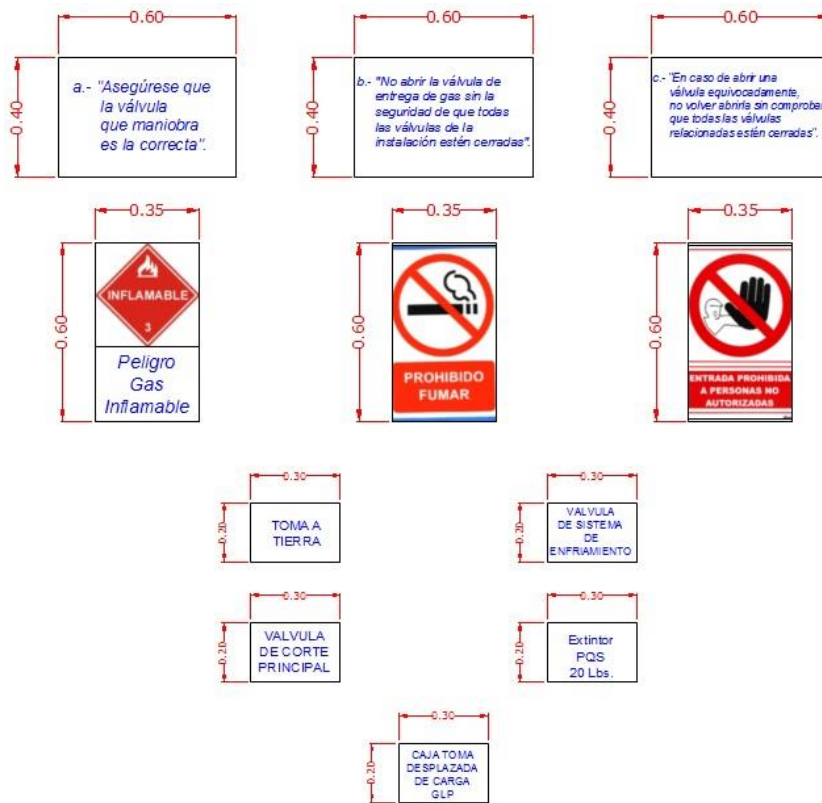 0.60
0.60
0.60
0.40
a.- "Asegúrese que
la válvula
que maniobra
es la correcta".
0.40
b.- "No abrir la válvula de
entrega de gas sin la
seguridad de que todas
las válvulas de la
instalación estén cerradas".
0.40
c.- "En caso de abrir una
válvula equivocadamente,
no volver abrirla sin comprobar
que todas las válvulas
relacionadas estén cerradas".
0.35
0.35
0.35
0.60
INFLAMABLE
3
Peligro
Gas
Inflamable
0.60
PROHIBIDO
FUMAR
0.60
ENTRADA PROHIBIDA
A PERSONAS NO
AUTORIZADAS
0.30
0.30
0.20
TOMA A
TIERRA
0.20
VALVULA
DE SISTEMA
DE
ENFRIAMIENTO
0.30
0.30
0.20
VALVULA
DE CORTE
PRINCIPAL
0.20
Extintor
PQS
20 Lbs.
0.30
0.20
CAJA TOMA
DESPLAZADA
DE CARGA
GLP